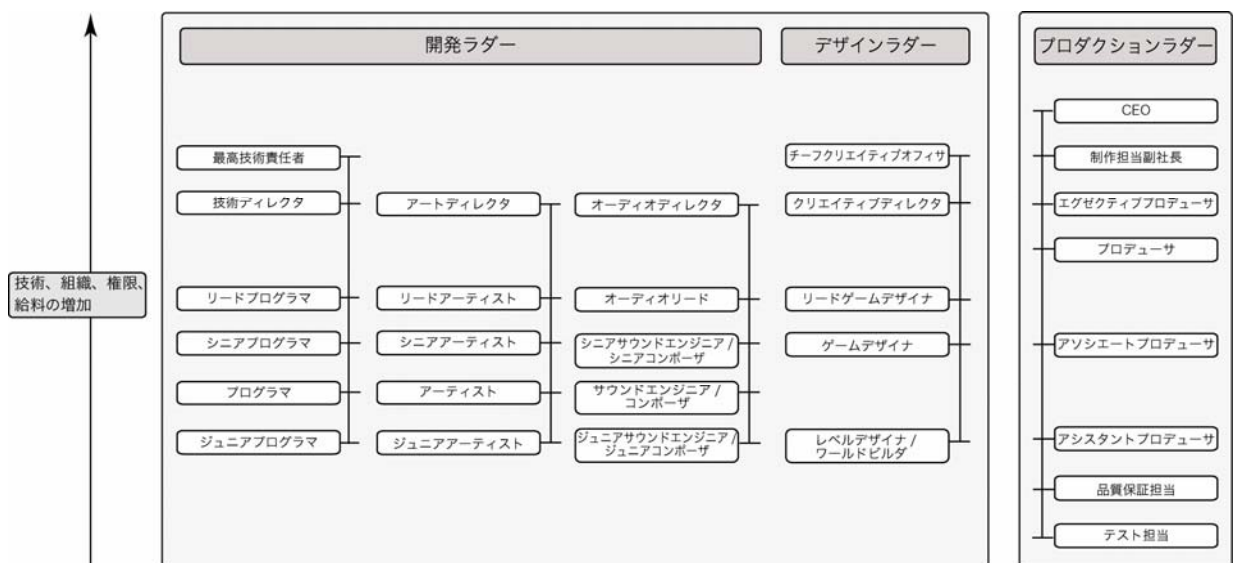 開発ラダー
デザインラダー
プロダクションラダー
CEO
最高技術責任者
チーフクリエイティブオフィサ
制作担当副社長
技術ディレクタ
アートディレクタ
オーディオディレクタ
クリエイティブディレクタ
エグゼクティブプロデューサ
プロデューサ
技術、組織、権限、
給料の増加
リードプログラマ
リードアーティスト
オーディオリード
リードゲームデザイナ
シニアプログラマ
シニアアーティスト
シニアサウンドエンジニア /
シニアコンポーザ
ゲームデザイナ
アソシエートプロデューサ
プログラマ
アーティスト
サウンドエンジニア /
コンポーザ
ジュニアプログラマ
ジュニアアーティスト
ジュニアサウンドエンジニア /
ジュニアコンポーザ
レベルデザイナ /
ワールドビルダ
アシスタントプロデューサ
品質保証担当
テスト担当